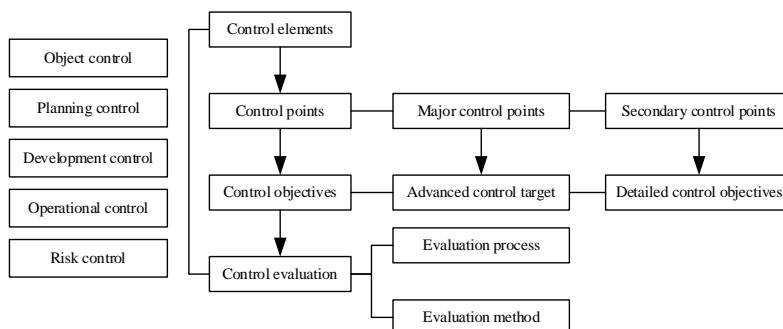 Control elements
Object control
Planning control
Control points
Major control points
Secondary control points
Development control
Control objectives
Advanced control target
Detailed control objectives
Operational control
Evaluation process
Risk control
Control evaluation
Evaluation method